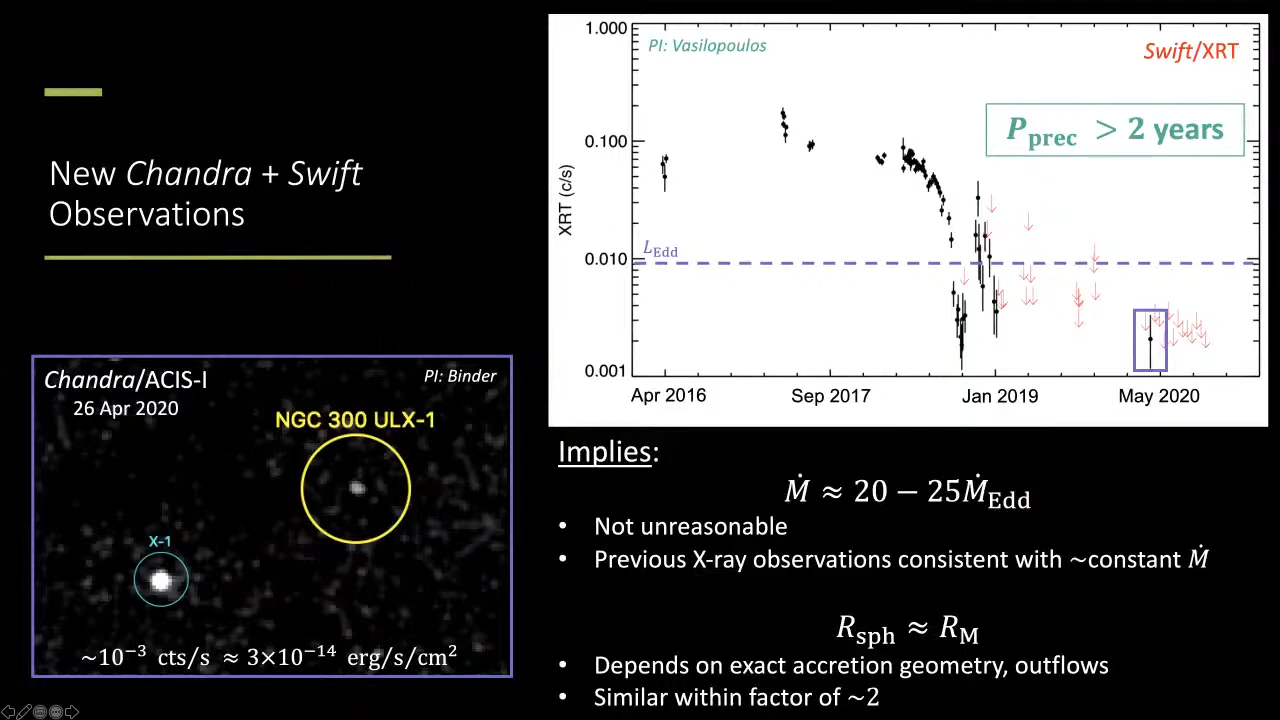 New Chandra + Swift
Observations
Chandra/ACIS-I
PI: Binder
26 Apr 2020
NGC 300 ULX-1
X-1
~10⁻³ cts/s ≈ 3×10⁻¹⁴ erg/s/cm²
PI: Vasilopoulos
Swift/XRT
P_prec > 2 years
XRT (c/s)
1.000
0.100
0.010
0.001
L_Edd
Apr 2016
Sep 2017
Jan 2019
May 2020
Implies:
Ṁ ≈ 20 − 25Ṁ_Edd
• Not unreasonable
• Previous X-ray observations consistent with ~constant Ṁ
R_sph ≈ R_M
• Depends on exact accretion geometry, outflows
• Similar within factor of ~2